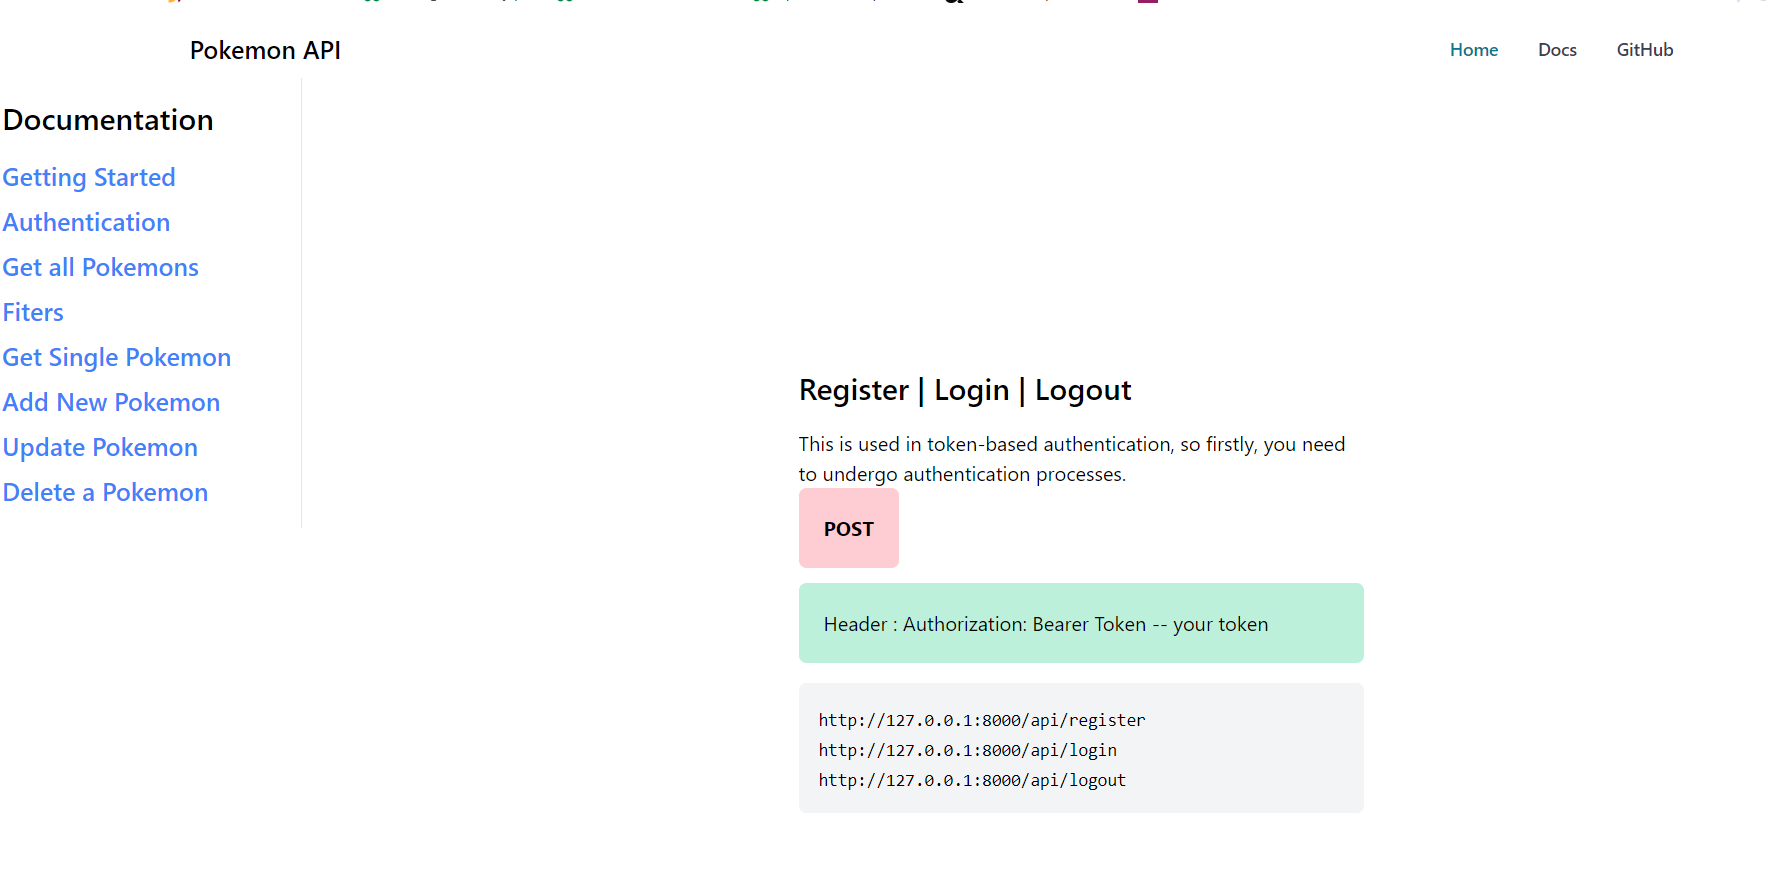 Pokemon API
Home
Docs
GitHub
Documentation
Getting Started
Authentication
Get all Pokemons
Fiters
Get Single Pokemon
Add New Pokemon
Update Pokemon
Delete a Pokemon
Register | Login | Logout
This is used in token-based authentication, so firstly, you need
to undergo authentication processes.
POST
Header : Authorization: Bearer Token -- your token
http://127.0.0.1:8000/api/register
http://127.0.0.1:8000/api/login
http://127.0.0.1:8000/api/logout